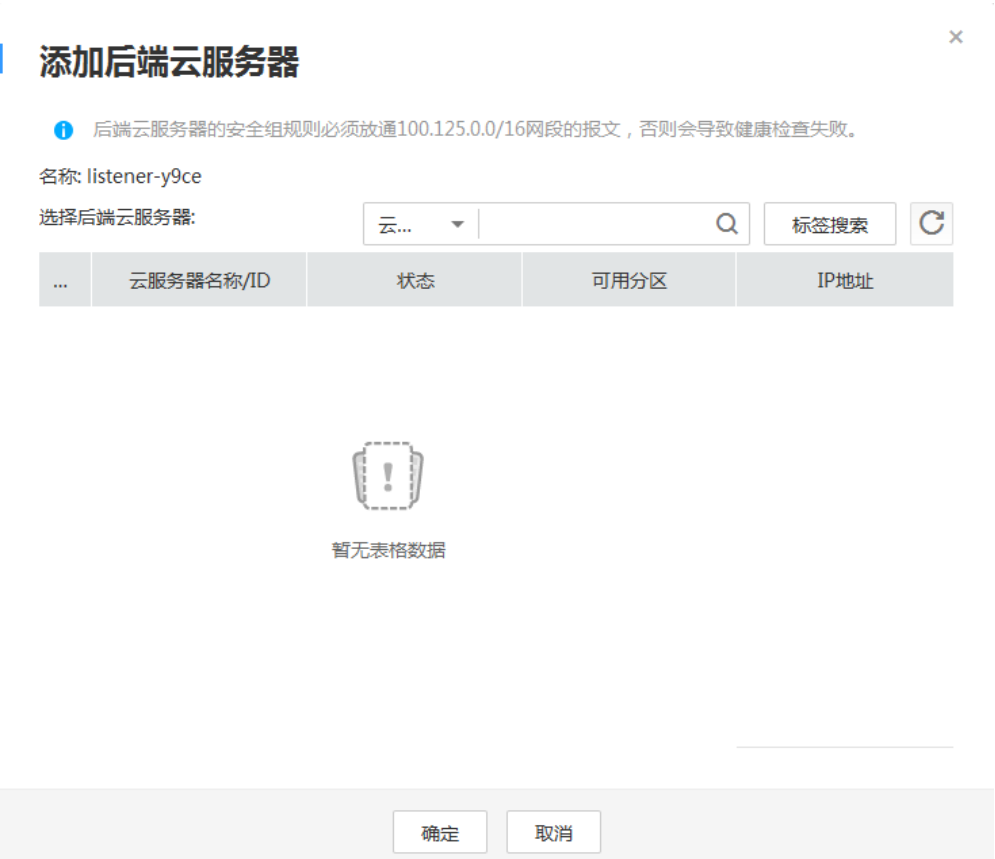 添加后端云服务器
后端云服务器的安全组规则必须放通100.125.0.0/16网段的报文，否则会导致健康检查失败。
名称: listener-y9ce
选择后端云服务器:
云...
标签搜索
...
云服务器名称/ID
状态
可用分区
IP地址
暂无表格数据
确定
取消